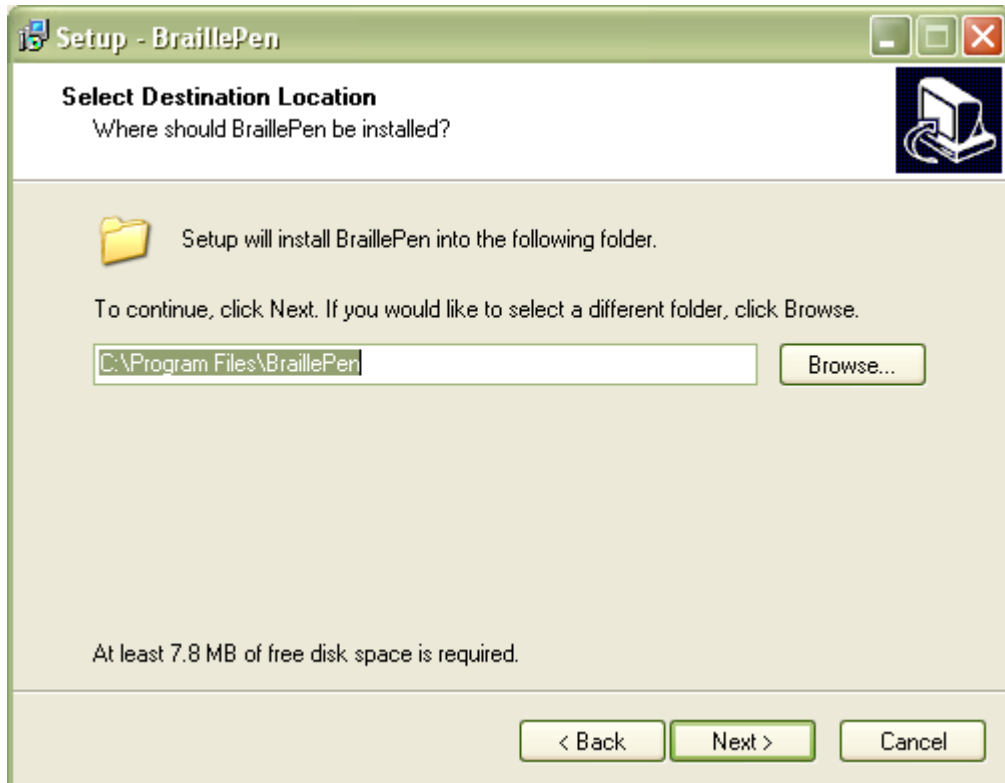 Setup - BraillePen
Select Destination Location
Where should BraillePen be installed?
Setup will install BraillePen into the following folder.
To continue, click Next. If you would like to select a different folder, click Browse.
C:\Program Files\BraillePen
Browse...
At least 7.8 MB of free disk space is required.
< Back
Next >
Cancel